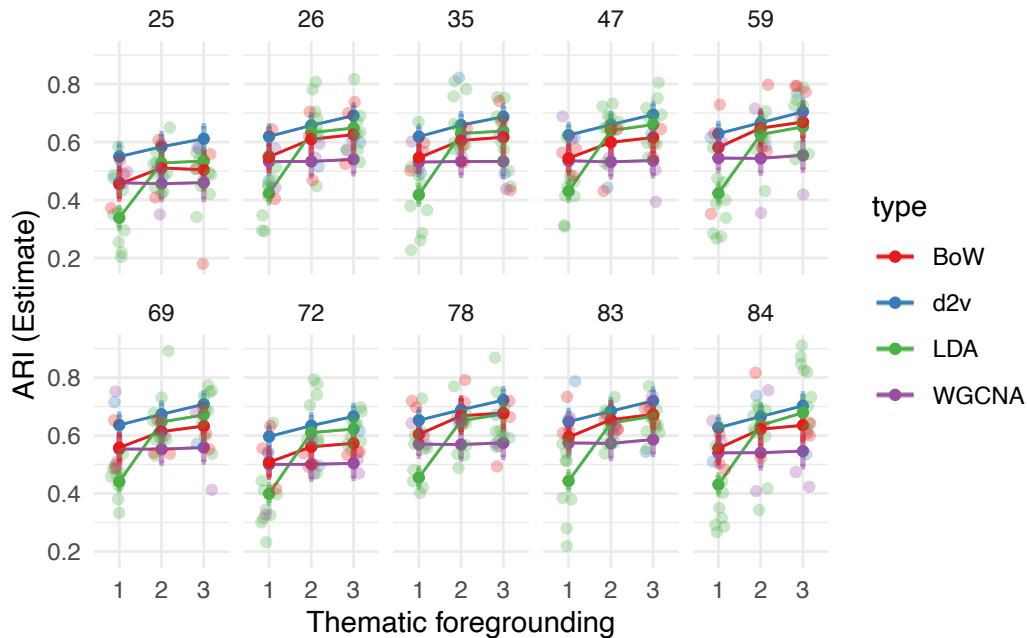 25 26 35 47 59
0.8
0.6
0.4
0.2
69 72 78 83 84
0.8
0.6
0.4
0.2
1 2 3 1 2 3 1 2 3 1 2 3 1 2 3
Thematic foregrounding
ARI (Estimate)
type
BoW
d2v
LDA
WGCNA